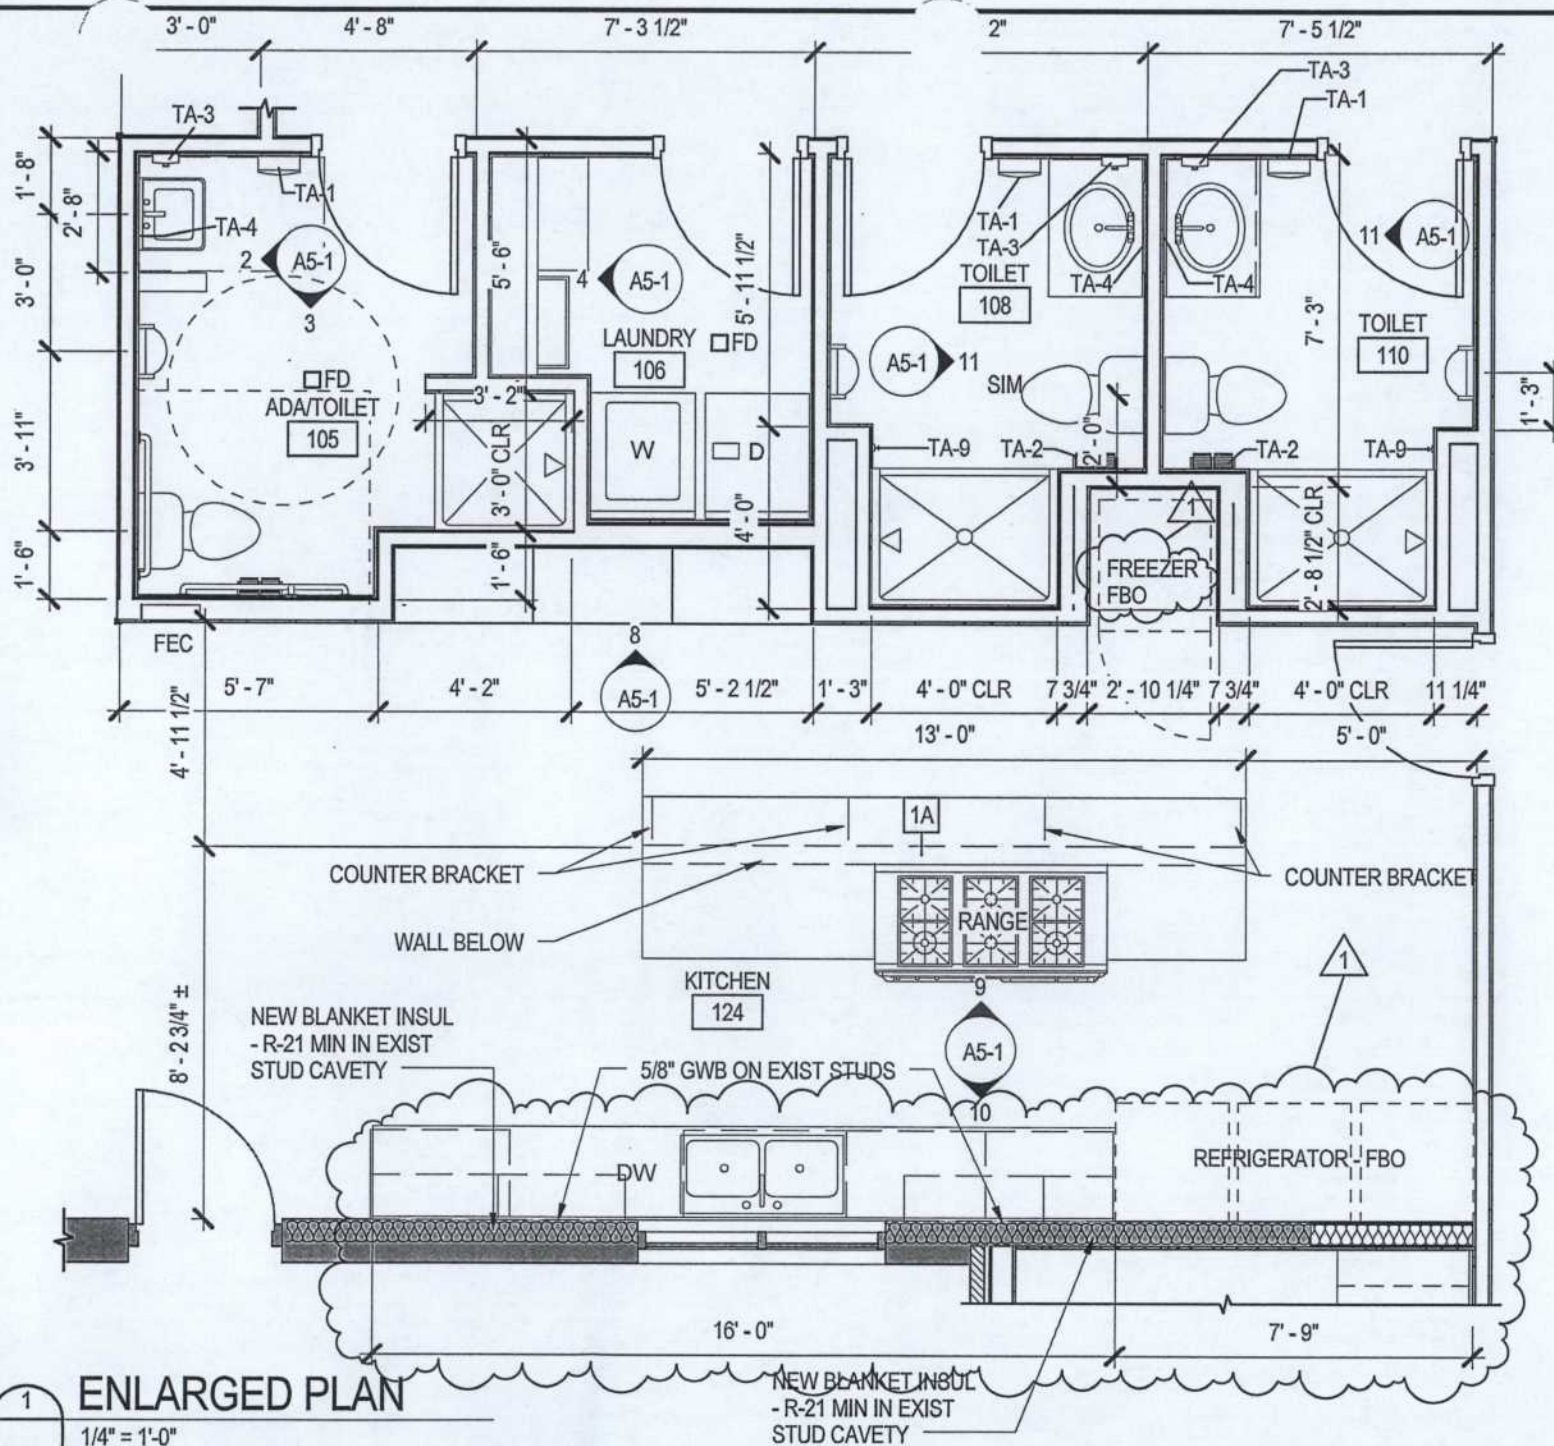 3' - 0"
4' - 8"
7' - 3 1/2"
2"
7' - 5 1/2"
TA-3
TA-1
TA-3
TA-1
TA-4
2
A5-1
3
FD
ADA/TOILET
105
1' - 8"
2' - 8"
3' - 0"
3' - 11"
1' - 6"
5' - 6"
4
A5-1
LAUNDRY
106
FD
5' - 11 1/2"
W
D
3' - 2"
3' - 0" CLR
1' - 6"
4' - 0"
TA-1
TA-3
TOILET
108
TA-4
A5-1
11
SIM
TA-9
TA-2
2' - 0"
TA-4
11
A5-1
7' - 3"
TOILET
110
1' - 3"
TA-2
TA-9
1
FREEZER
FBO
2' - 8 1/2" CLR
FEC
8
A5-1
5' - 7"
4' - 2"
5' - 2 1/2"
1' - 3"
4' - 0" CLR
7 3/4"
2' - 10 1/4"
7 3/4"
4' - 0" CLR
11 1/4"
4' - 11 1/2"
13' - 0"
5' - 0"
1A
COUNTER BRACKET
COUNTER BRACKET
RANGE
WALL BELOW
1
KITCHEN
124
9
A5-1
10
8' - 2 3/4" ±
NEW BLANKET INSUL
- R-21 MIN IN EXIST
STUD CAVETY
5/8" GWB ON EXIST STUDS
DW
REFRIGERATOR - FBO
16' - 0"
7' - 9"
NEW BLANKET INSUL
- R-21 MIN IN EXIST
STUD CAVETY
1
ENLARGED PLAN
1/4" = 1'-0"